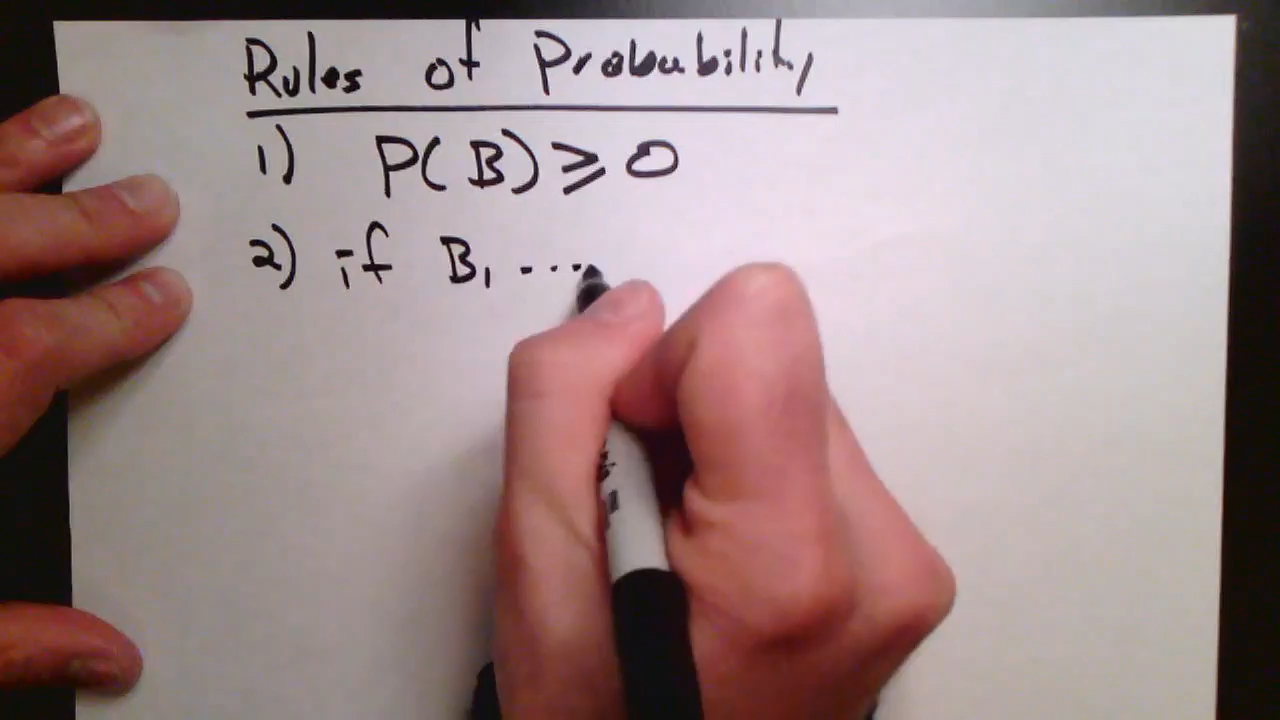 Rules of Probability
1) P(B) ≥ 0
2) if B₁ ...